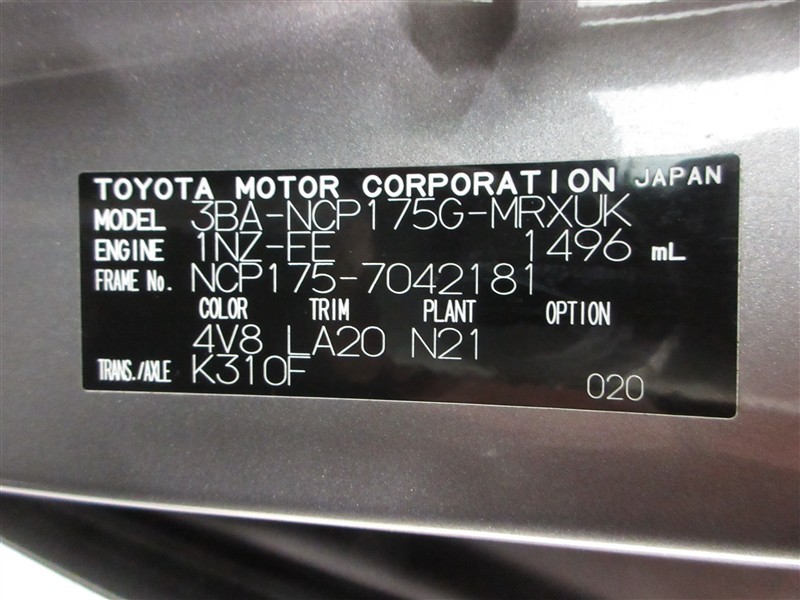 TOYOTA MOTOR CORPORATION JAPAN
MODEL 3BA-NCP175G-MRXUK
ENGINE 1NZ-FE 1496 mL
FRAME No. NCP175-7042181
COLOR TRIM PLANT OPTION
4V8 LA20 N21
TRANS./AXLE K310F
020